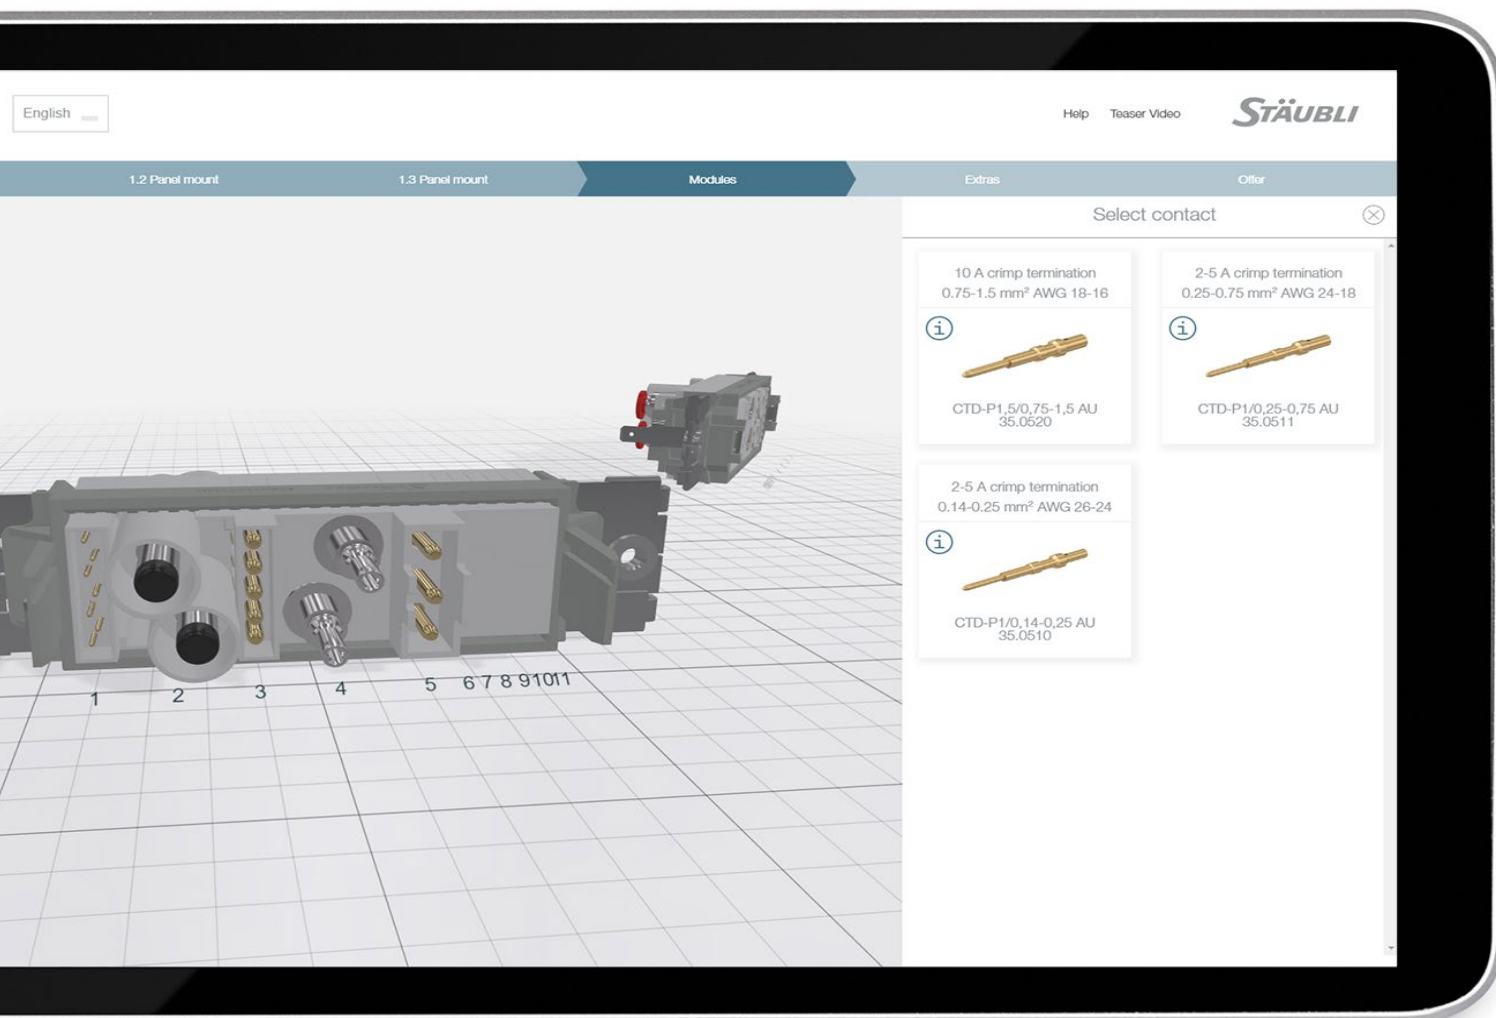 English
Help Teaser Video STÄUBLI
1.2 Panel mount 1.3 Panel mount Modules Extras Offer
Select contact
10 A crimp termination
0.75-1.5 mm² AWG 18-16
CTD-P1,5/0,75-1,5 AU
35.0520
2-5 A crimp termination
0.25-0.75 mm² AWG 24-18
CTD-P1/0,25-0,75 AU
35.0511
2-5 A crimp termination
0.14-0.25 mm² AWG 26-24
CTD-P1/0,14-0,25 AU
35.0510
1 2 3 4 5 6 7 8 9 10 11